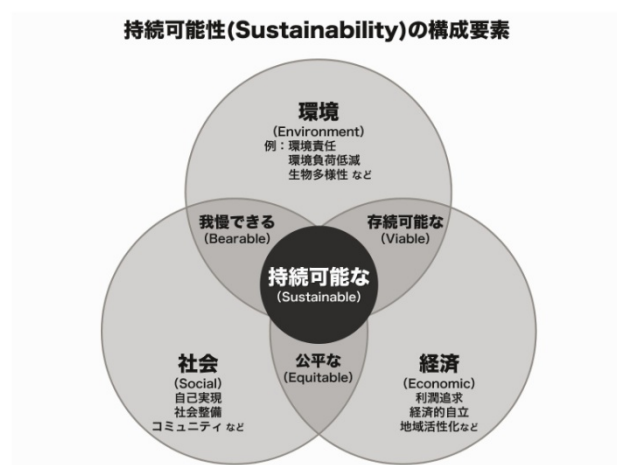 持続可能性(Sustainability)の構成要素
環境
(Environment)
例：環境責任
環境負荷低減
生物多様性 など
我慢できる
(Bearable)
存続可能な
(Viable)
持続可能な
(Sustainable)
社会
(Social)
自己実現
社会整備
コミュニティ など
公平な
(Equitable)
経済
(Economic)
利潤追求
経済的自立
地域活性化など